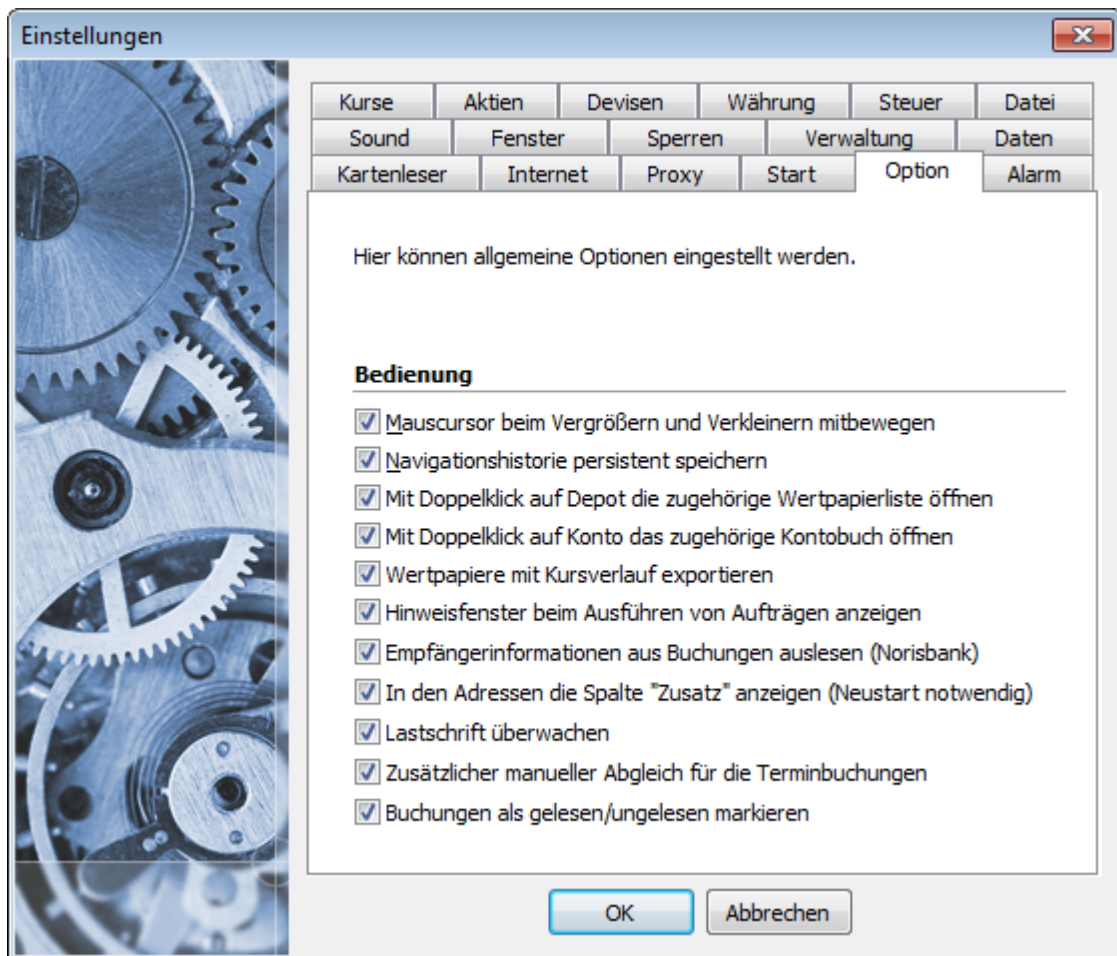 Einstellungen
Kurse Aktien Devisen Währung Steuer Datei
Sound Fenster Sperren Verwaltung Daten
Kartenleser Internet Proxy Start Option Alarm
Hier können allgemeine Optionen eingestellt werden.
Bedienung
Mauscursor beim Vergrößern und Verkleinern mitbewegen
Navigationshistorie persistent speichern
Mit Doppelklick auf Depot die zugehörige Wertpapierliste öffnen
Mit Doppelklick auf Konto das zugehörige Kontobuch öffnen
Wertpapiere mit Kursverlauf exportieren
Hinweisfenster beim Ausführen von Aufträgen anzeigen
Empfängerinformationen aus Buchungen auslesen (Norisbank)
In den Adressen die Spalte "Zusatz" anzeigen (Neustart notwendig)
Lastschrift überwachen
Zusätzlicher manueller Abgleich für die Terminbuchungen
Buchungen als gelesen/ungelesen markieren
OK Abbrechen